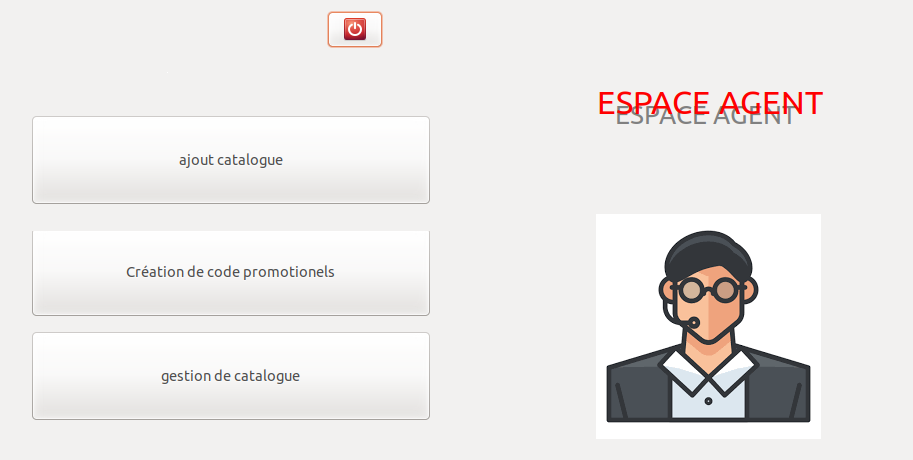 ESPACE AGENT
ESPACE AGENT
ajout catalogue
Création de code promotionels
gestion de catalogue